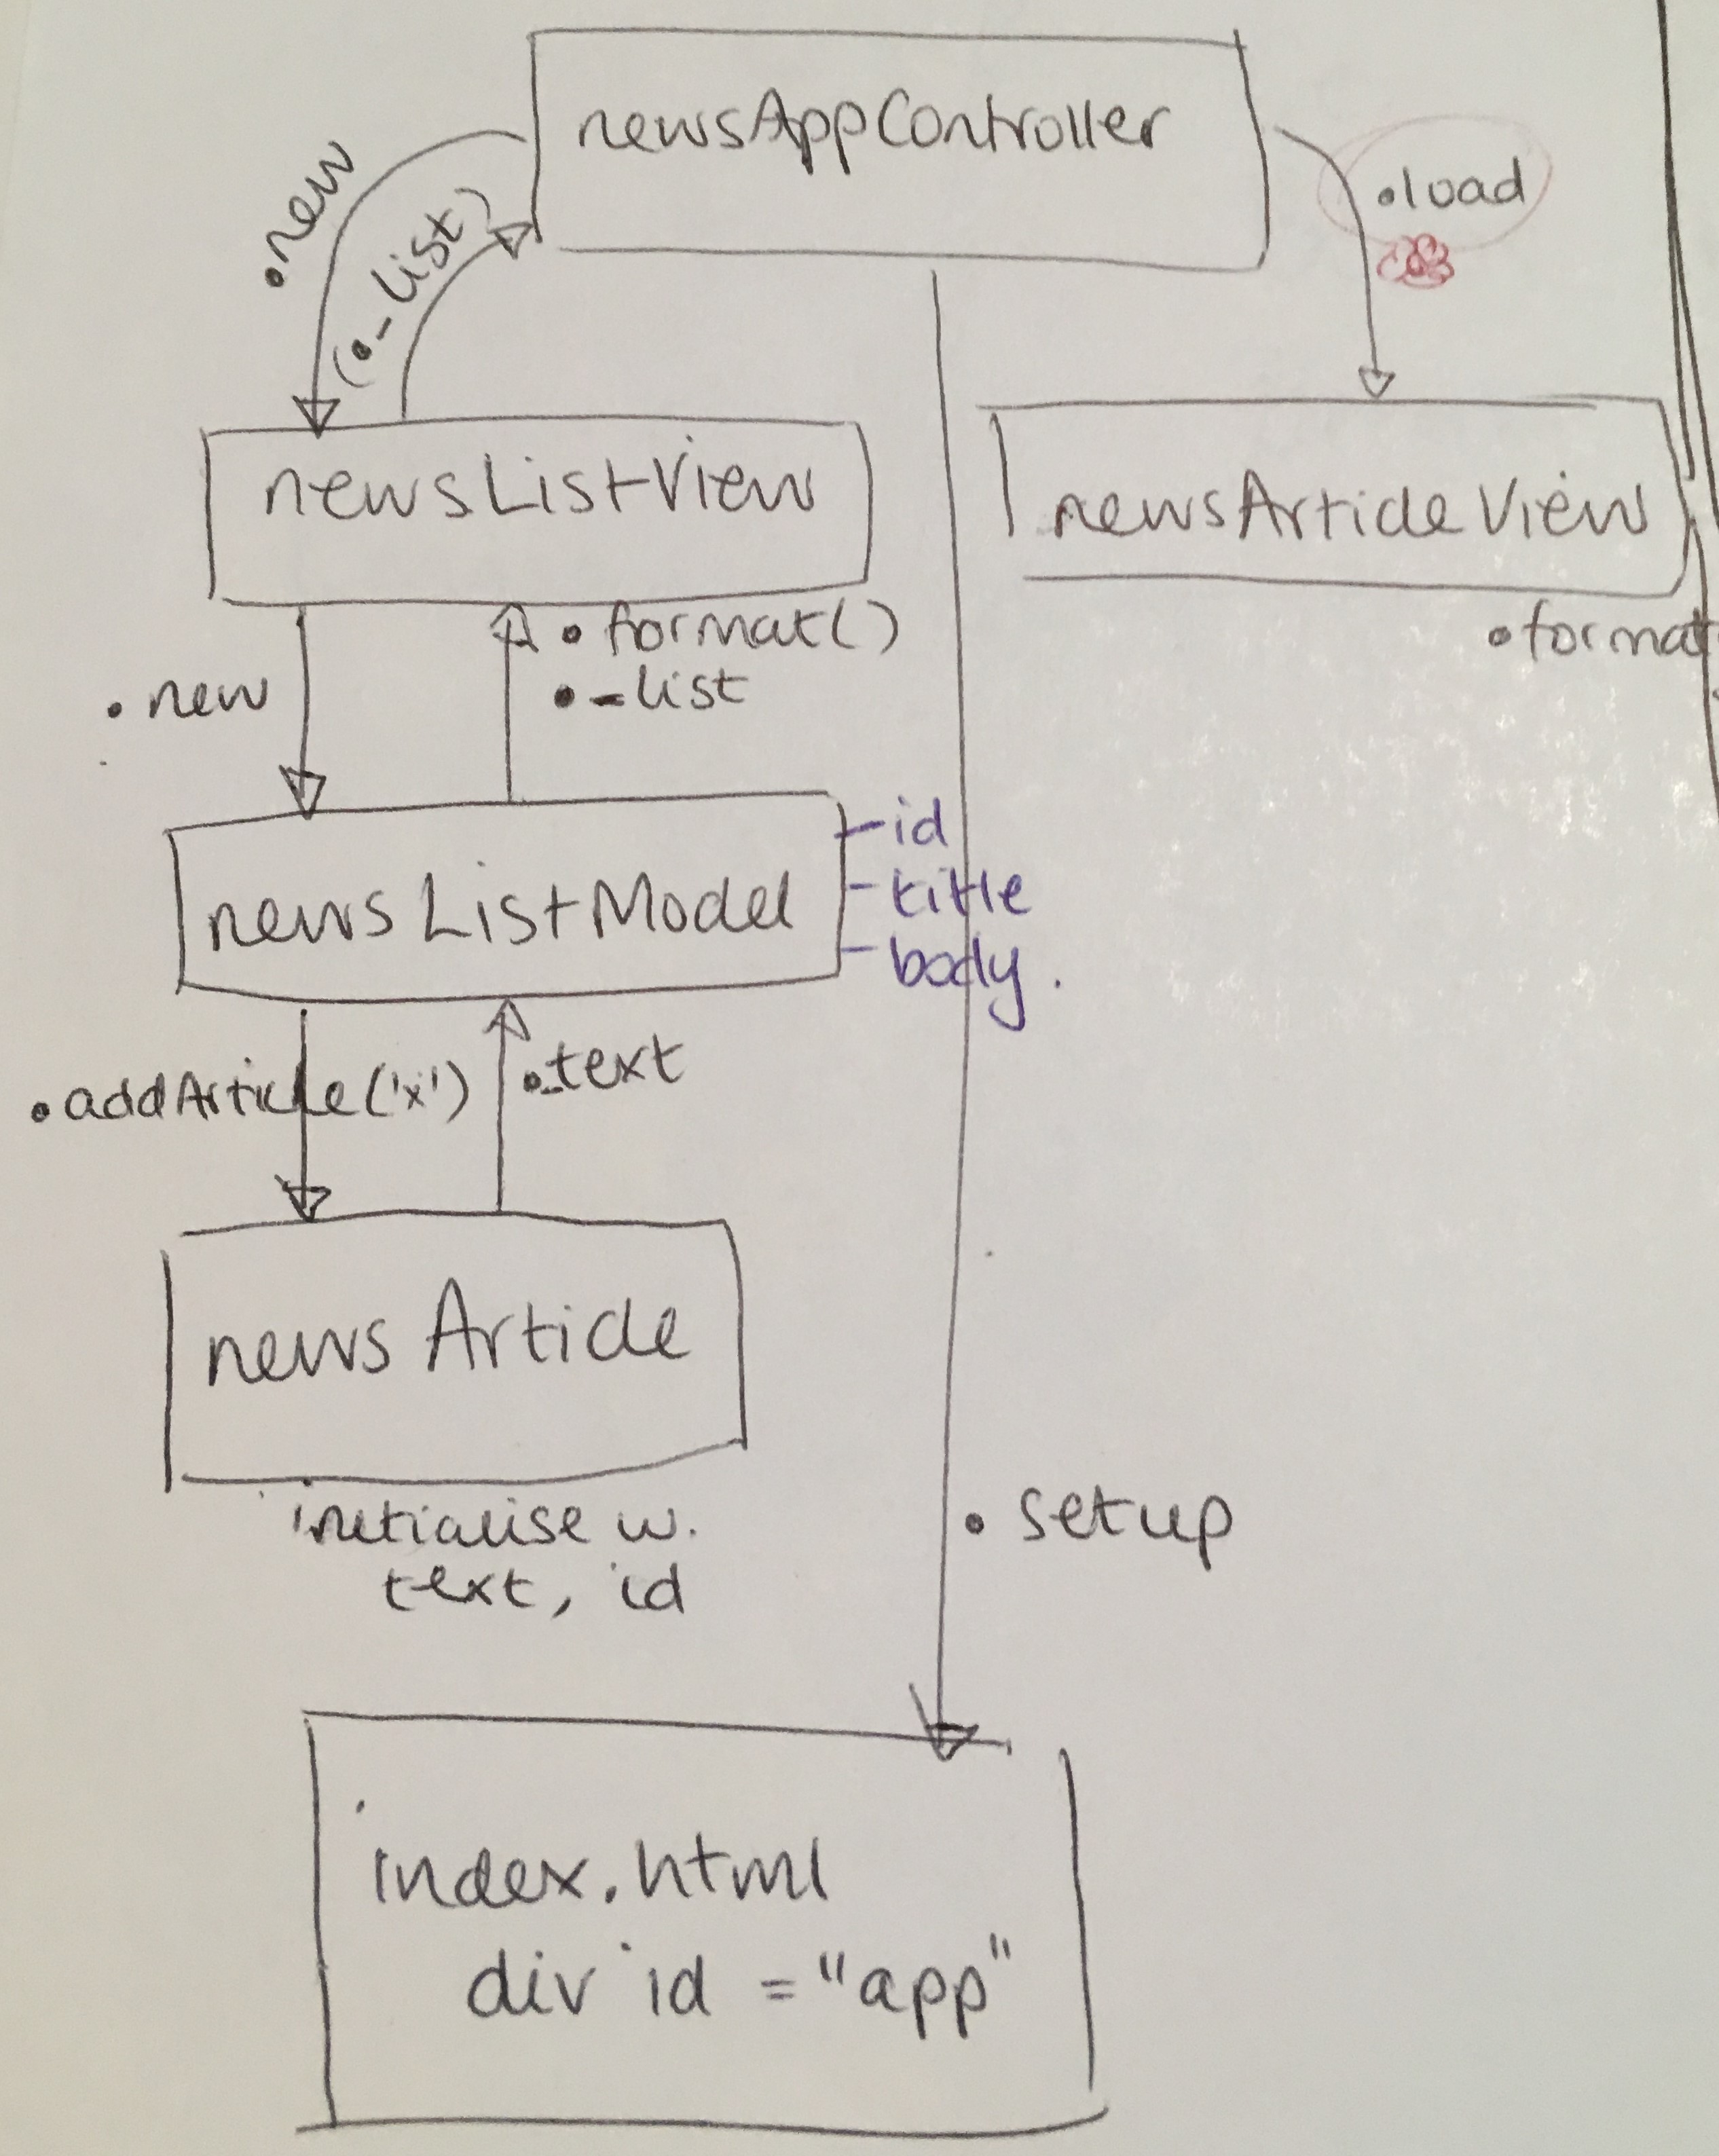 newsAppController
.new
(._list)
.load
newsListView
newsArticleView
.format()
._list
.format
.new
newsListModel
- id
- title
- body.
.addArticle('x')
._text
newsArticle
initialise w.
text, id
.setup
index.html
div id = "app"